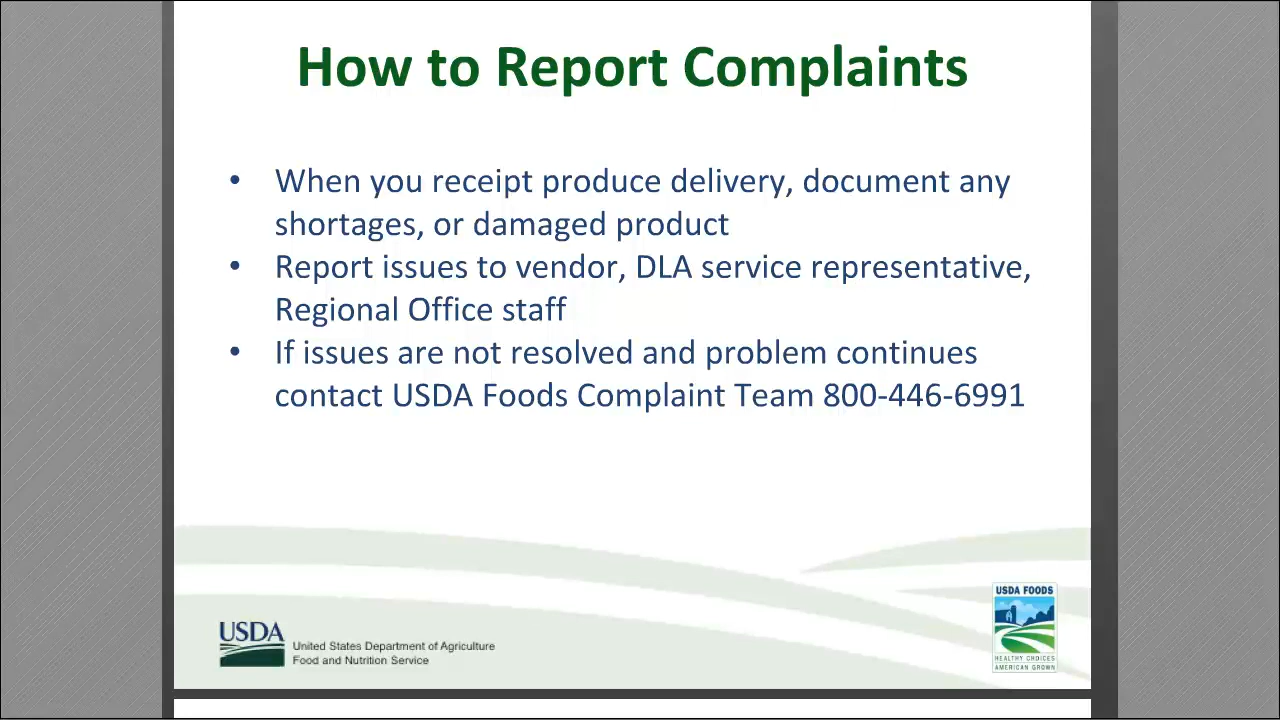 How to Report Complaints
• When you receipt produce delivery, document any
shortages, or damaged product
• Report issues to vendor, DLA service representative,
Regional Office staff
• If issues are not resolved and problem continues
contact USDA Foods Complaint Team 800-446-6991
USDA
United States Department of Agriculture
Food and Nutrition Service
USDA FOODS
HEALTHY CHOICES
AMERICAN GROWN